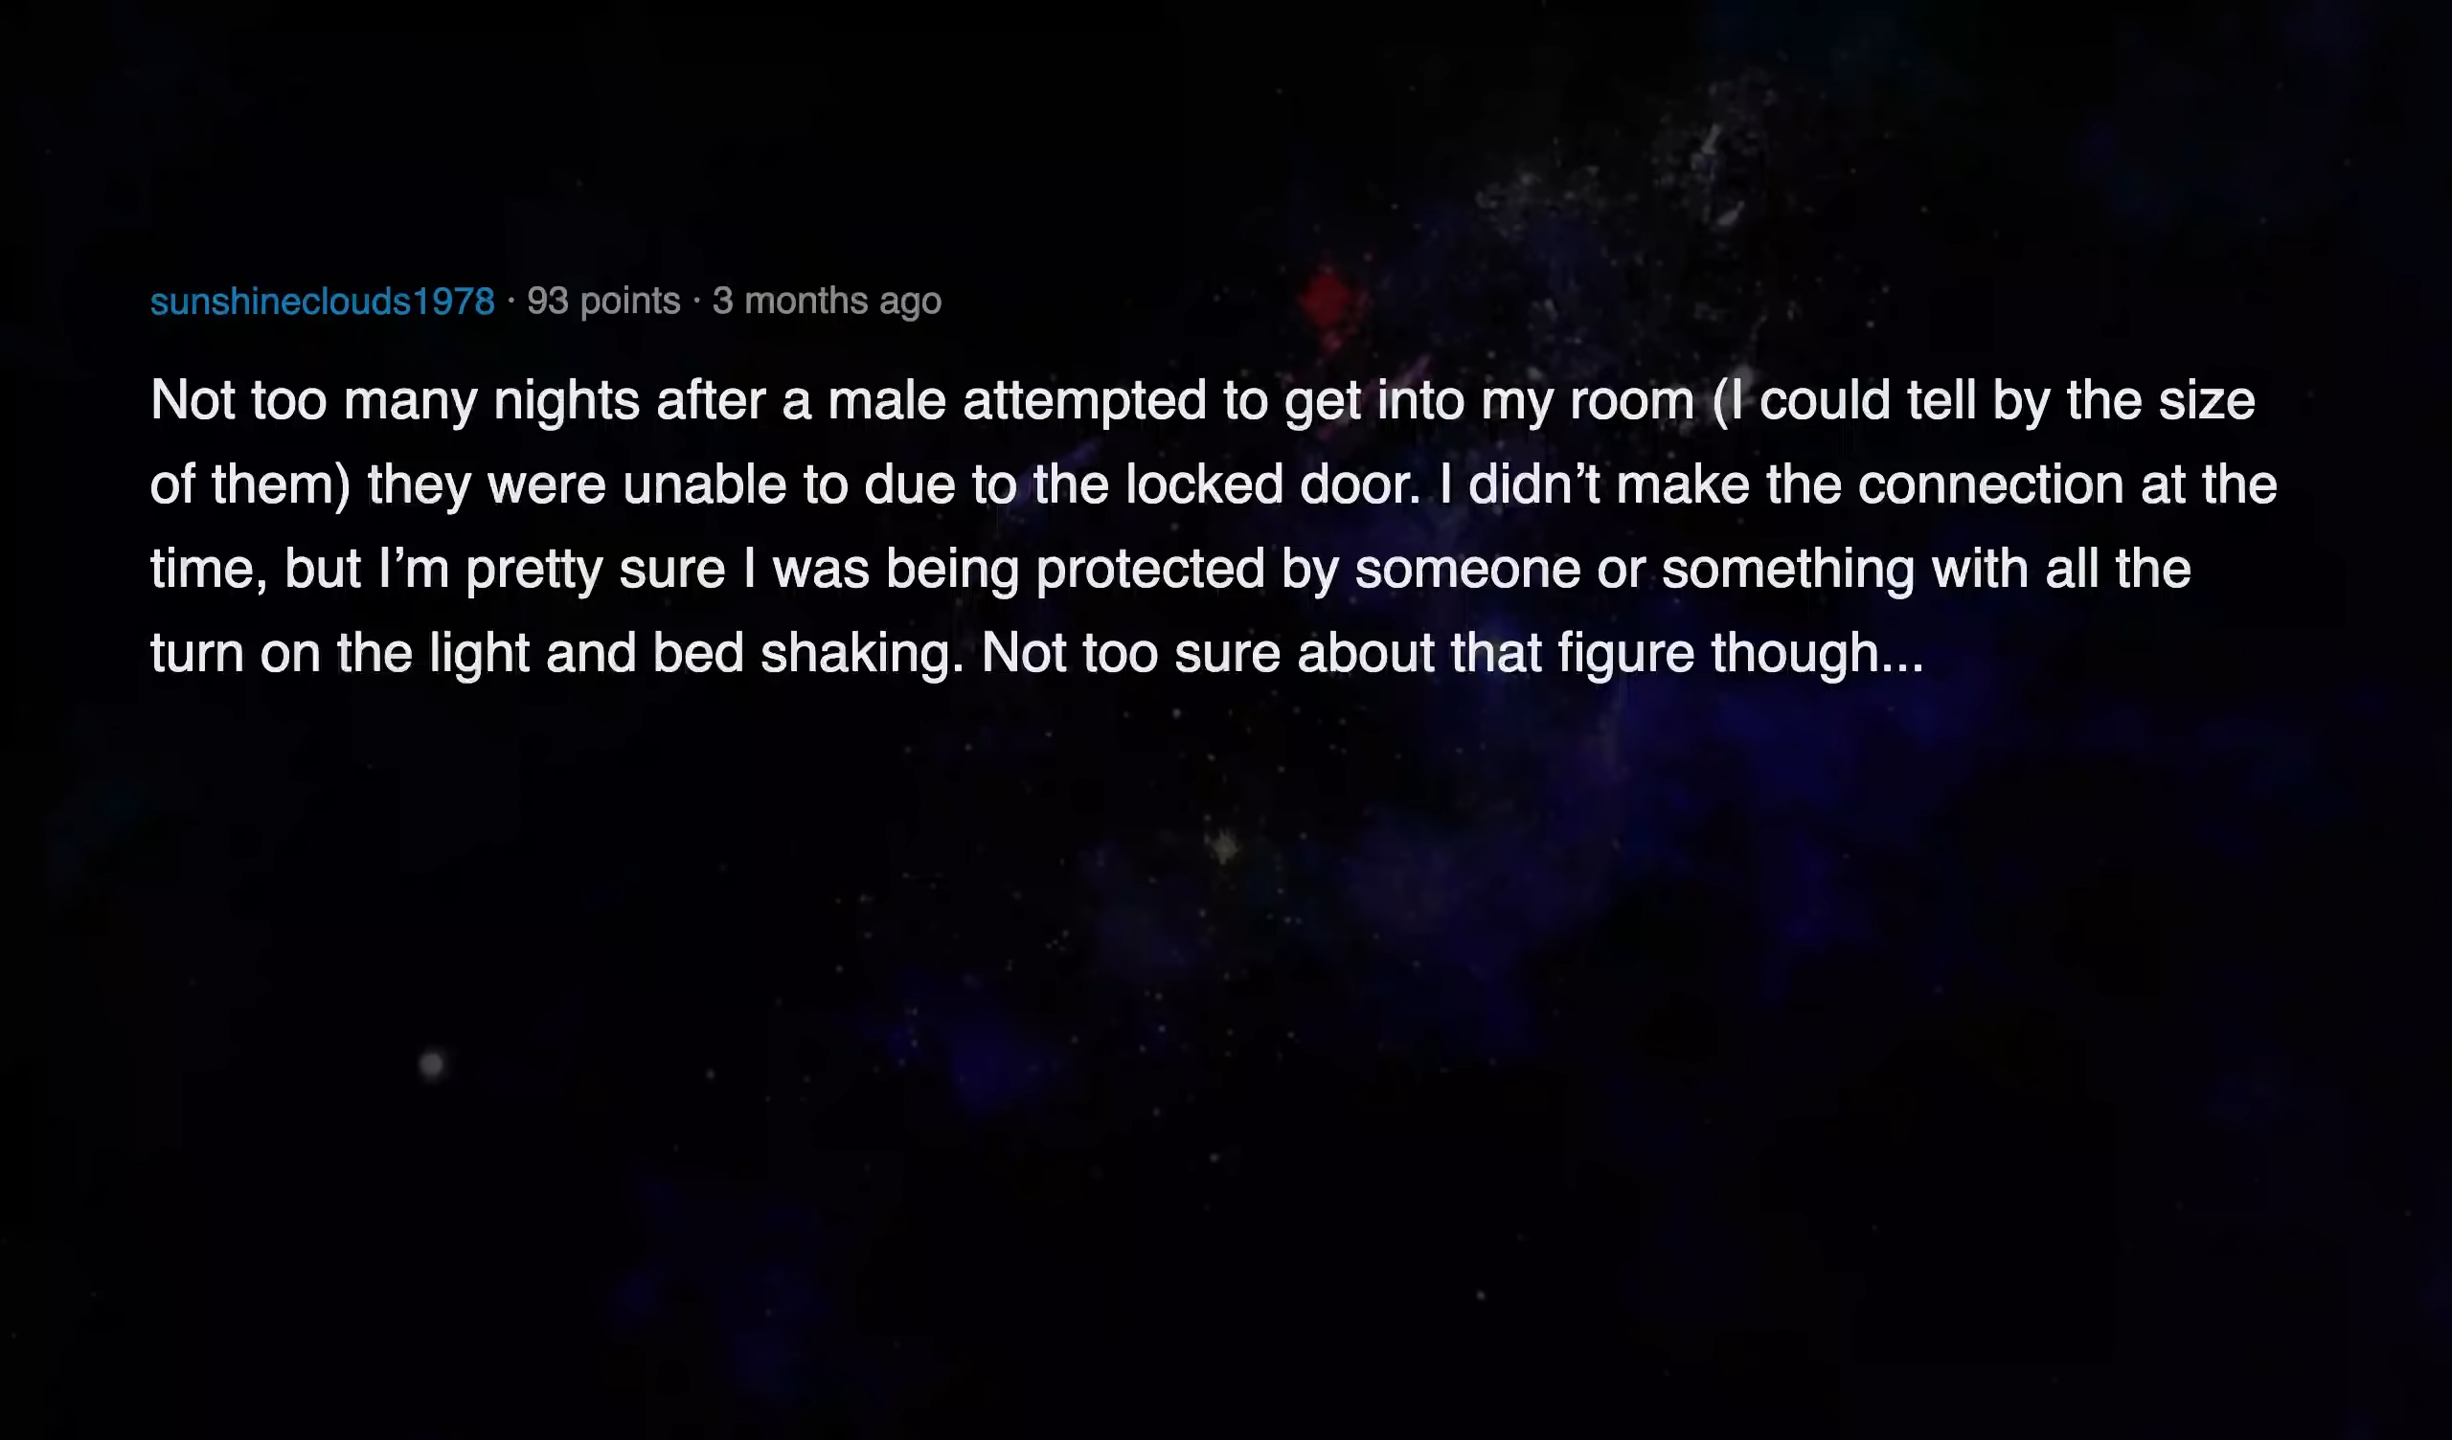 sunshineclouds1978 · 93 points · 3 months ago
Not too many nights after a male attempted to get into my room (I could tell by the size
of them) they were unable to due to the locked door. I didn’t make the connection at the
time, but I’m pretty sure I was being protected by someone or something with all the
turn on the light and bed shaking. Not too sure about that figure though...